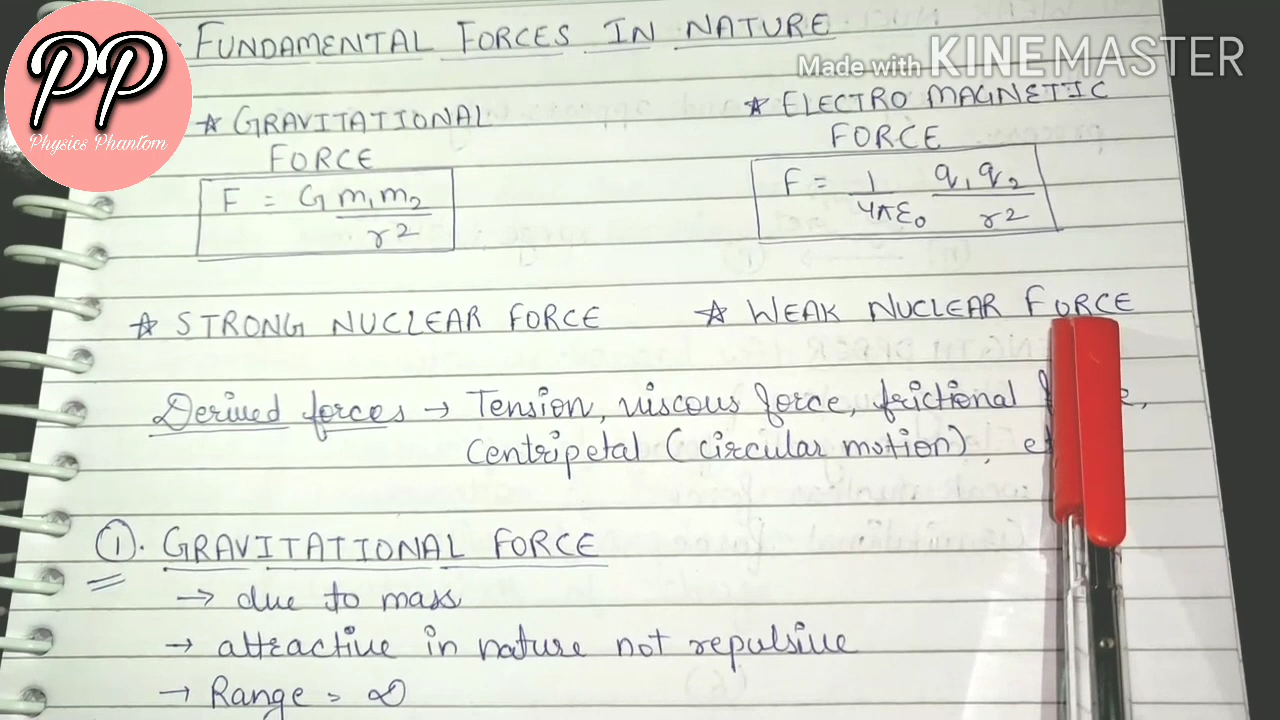 PP
Physics Phantom
Made with KINEMASTER
FUNDAMENTAL FORCES IN NATURE
☆ GRAVITATIONAL FORCE
F = G m₁m₂ / r²
☆ ELECTRO MAGNETIC FORCE
F = 1/4πε₀ q₁q₂ / r²
☆ STRONG NUCLEAR FORCE
☆ WEAK NUCLEAR FORCE
Derived forces → Tension, viscous force, frictional
Centripetal (circular motion),
①. GRAVITATIONAL FORCE
→ due to mass
→ attractive in nature not repulsive
→ Range = ∞